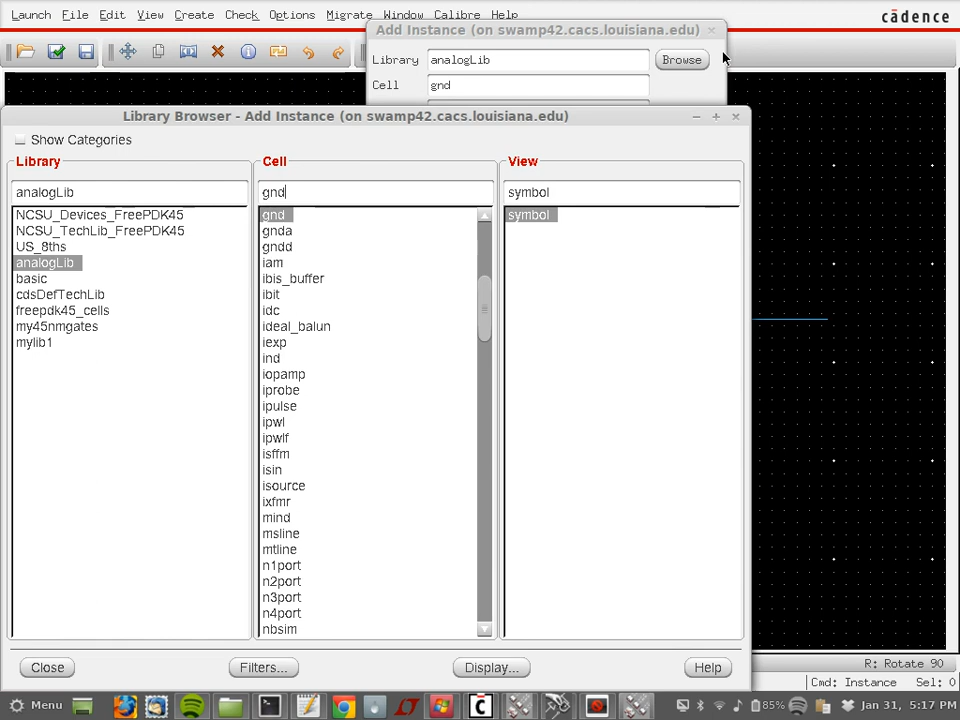 Launch File Edit View Create Check Options Migrate Window Calibre Help
cādence
Add Instance (on swamp42.cacs.louisiana.edu)
Library analogLib Browse
Cell gnd
Library Browser - Add Instance (on swamp42.cacs.louisiana.edu)
Show Categories
Library
analogLib
NCSU_Devices_FreePDK45
NCSU_TechLib_FreePDK45
US_8ths
analogLib
basic
cdsDefTechLib
freepdk45_cells
my45nmgates
mylib1
Cell
gnd
gnd
gnda
gndd
iam
ibis_buffer
ibit
idc
ideal_balun
iexp
ind
iopamp
iprobe
ipulse
ipwl
ipwlf
isffm
isin
isource
ixfmr
mind
msline
mtline
n1port
n2port
n3port
n4port
nbsim
View
symbol
symbol
Close Filters... Display... Help
R: Rotate 90
Cmd: Instance Sel: 0
Menu 85% Jan 31, 5:17 PM